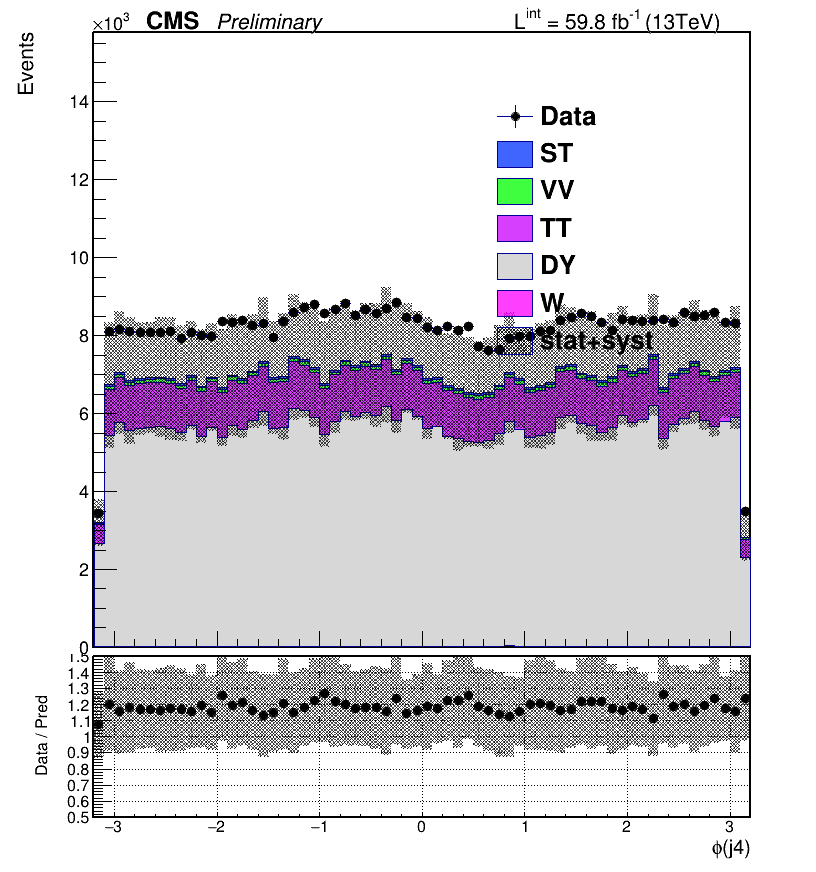 ×10³ CMS Preliminary L^int = 59.8 fb⁻¹ (13TeV)
Events
14
12
10
8
6
4
2
0
Data
ST
VV
TT
DY
W
stat+syst
Data / Pred
1.5
1.4
1.3
1.2
1.1
1
0.9
0.8
0.7
0.6
0.5
−3 −2 −1 0 1 2 3
ϕ(j4)